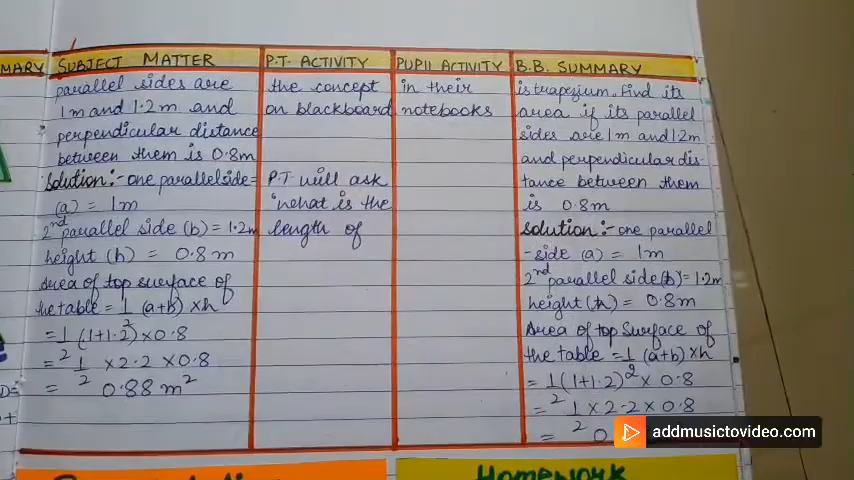 MARY
SUBJECT MATTER
parallel sides are
1m and 1.2m and
perpendicular distance
between them is 0.8m
Solution:- one parallel side=
(a) = 1m
2nd parallel side (b) = 1.2m
height (h) = 0.8m
Area of top surface of
the table = 1/2 (a+b) xh
= 1/2 (1+1.2) x 0.8
= 1/2 x 2.2 x 0.8
= 0.88 m²
P.T. ACTIVITY
the concept
on blackboard
P.T will ask
what is the
length of
PUPIL ACTIVITY
in their
notebooks
B.B. SUMMARY
is trapezium. Find its
area if its parallel
sides are 1m and 1.2m
and perpendicular dis-
tance between them
is 0.8m
Solution:- one parallel
-side (a) = 1m
2nd parallel side (b) = 1.2m
height (h) = 0.8m
Area of top Surface of
the table = 1/2 (a+b) xh
= 1/2 (1+1.2) x 0.8
= 1/2 x 2.2 x 0.8
= 0
Homework
addmusictovideo.com